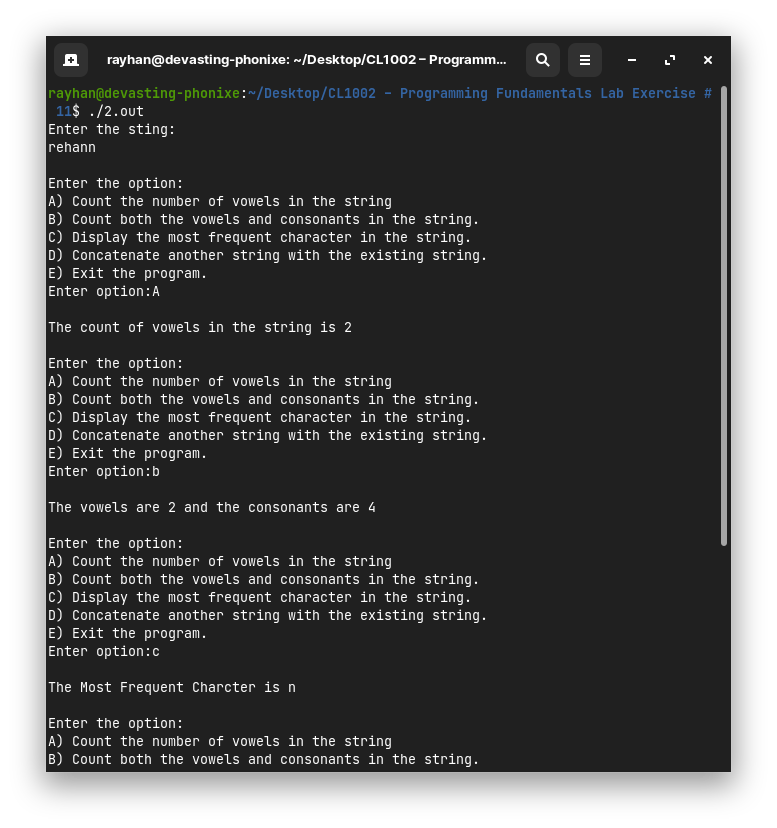 rayhan@devasting-phonixe: ~/Desktop/CL1002 – Programm...
rayhan@devasting-phonixe:~/Desktop/CL1002 – Programming Fundamentals Lab Exercise #
11$ ./2.out
Enter the sting:
rehann
Enter the option:
A) Count the number of vowels in the string
B) Count both the vowels and consonants in the string.
C) Display the most frequent character in the string.
D) Concatenate another string with the existing string.
E) Exit the program.
Enter option:A
The count of vowels in the string is 2
Enter the option:
A) Count the number of vowels in the string
B) Count both the vowels and consonants in the string.
C) Display the most frequent character in the string.
D) Concatenate another string with the existing string.
E) Exit the program.
Enter option:b
The vowels are 2 and the consonants are 4
Enter the option:
A) Count the number of vowels in the string
B) Count both the vowels and consonants in the string.
C) Display the most frequent character in the string.
D) Concatenate another string with the existing string.
E) Exit the program.
Enter option:c
The Most Frequent Charcter is n
Enter the option:
A) Count the number of vowels in the string
B) Count both the vowels and consonants in the string.